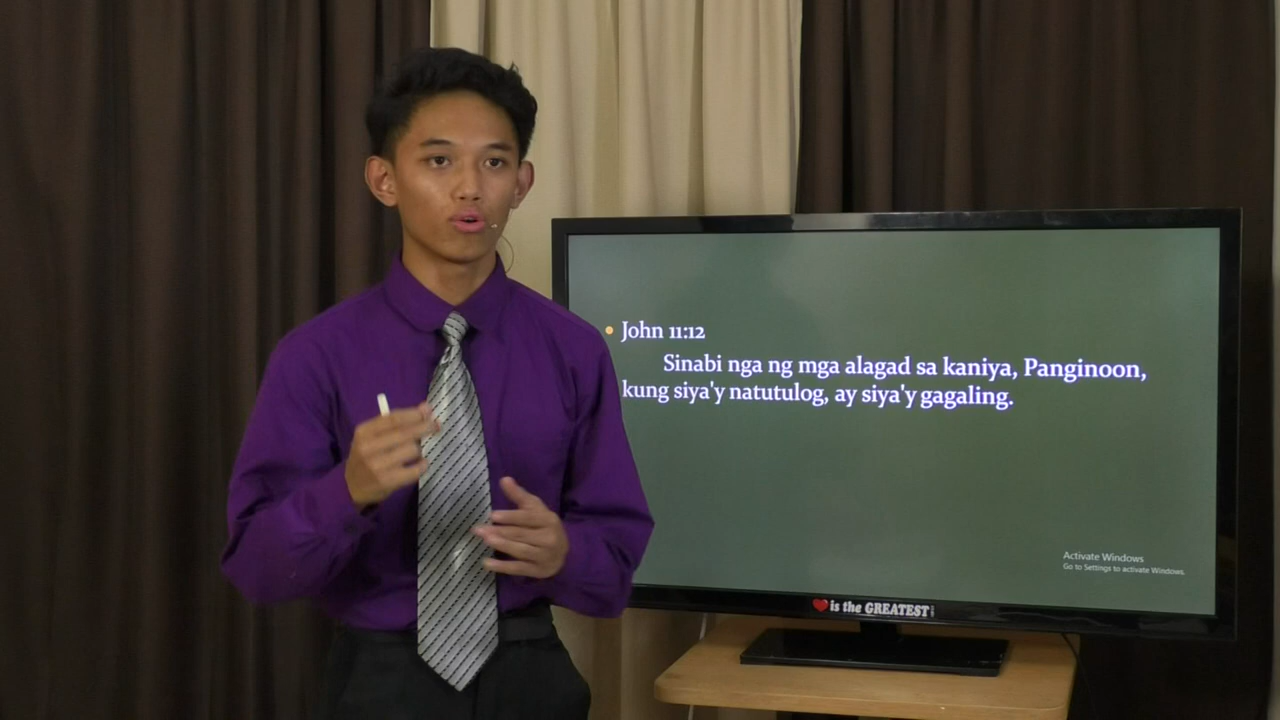 John 11:12
Sinabi nga ng mga alagad sa kaniya, Panginoon,
kung siya'y natutulog, ay siya'y gagaling.
Activate Windows
Go to Settings to activate Windows.
is the GREATEST